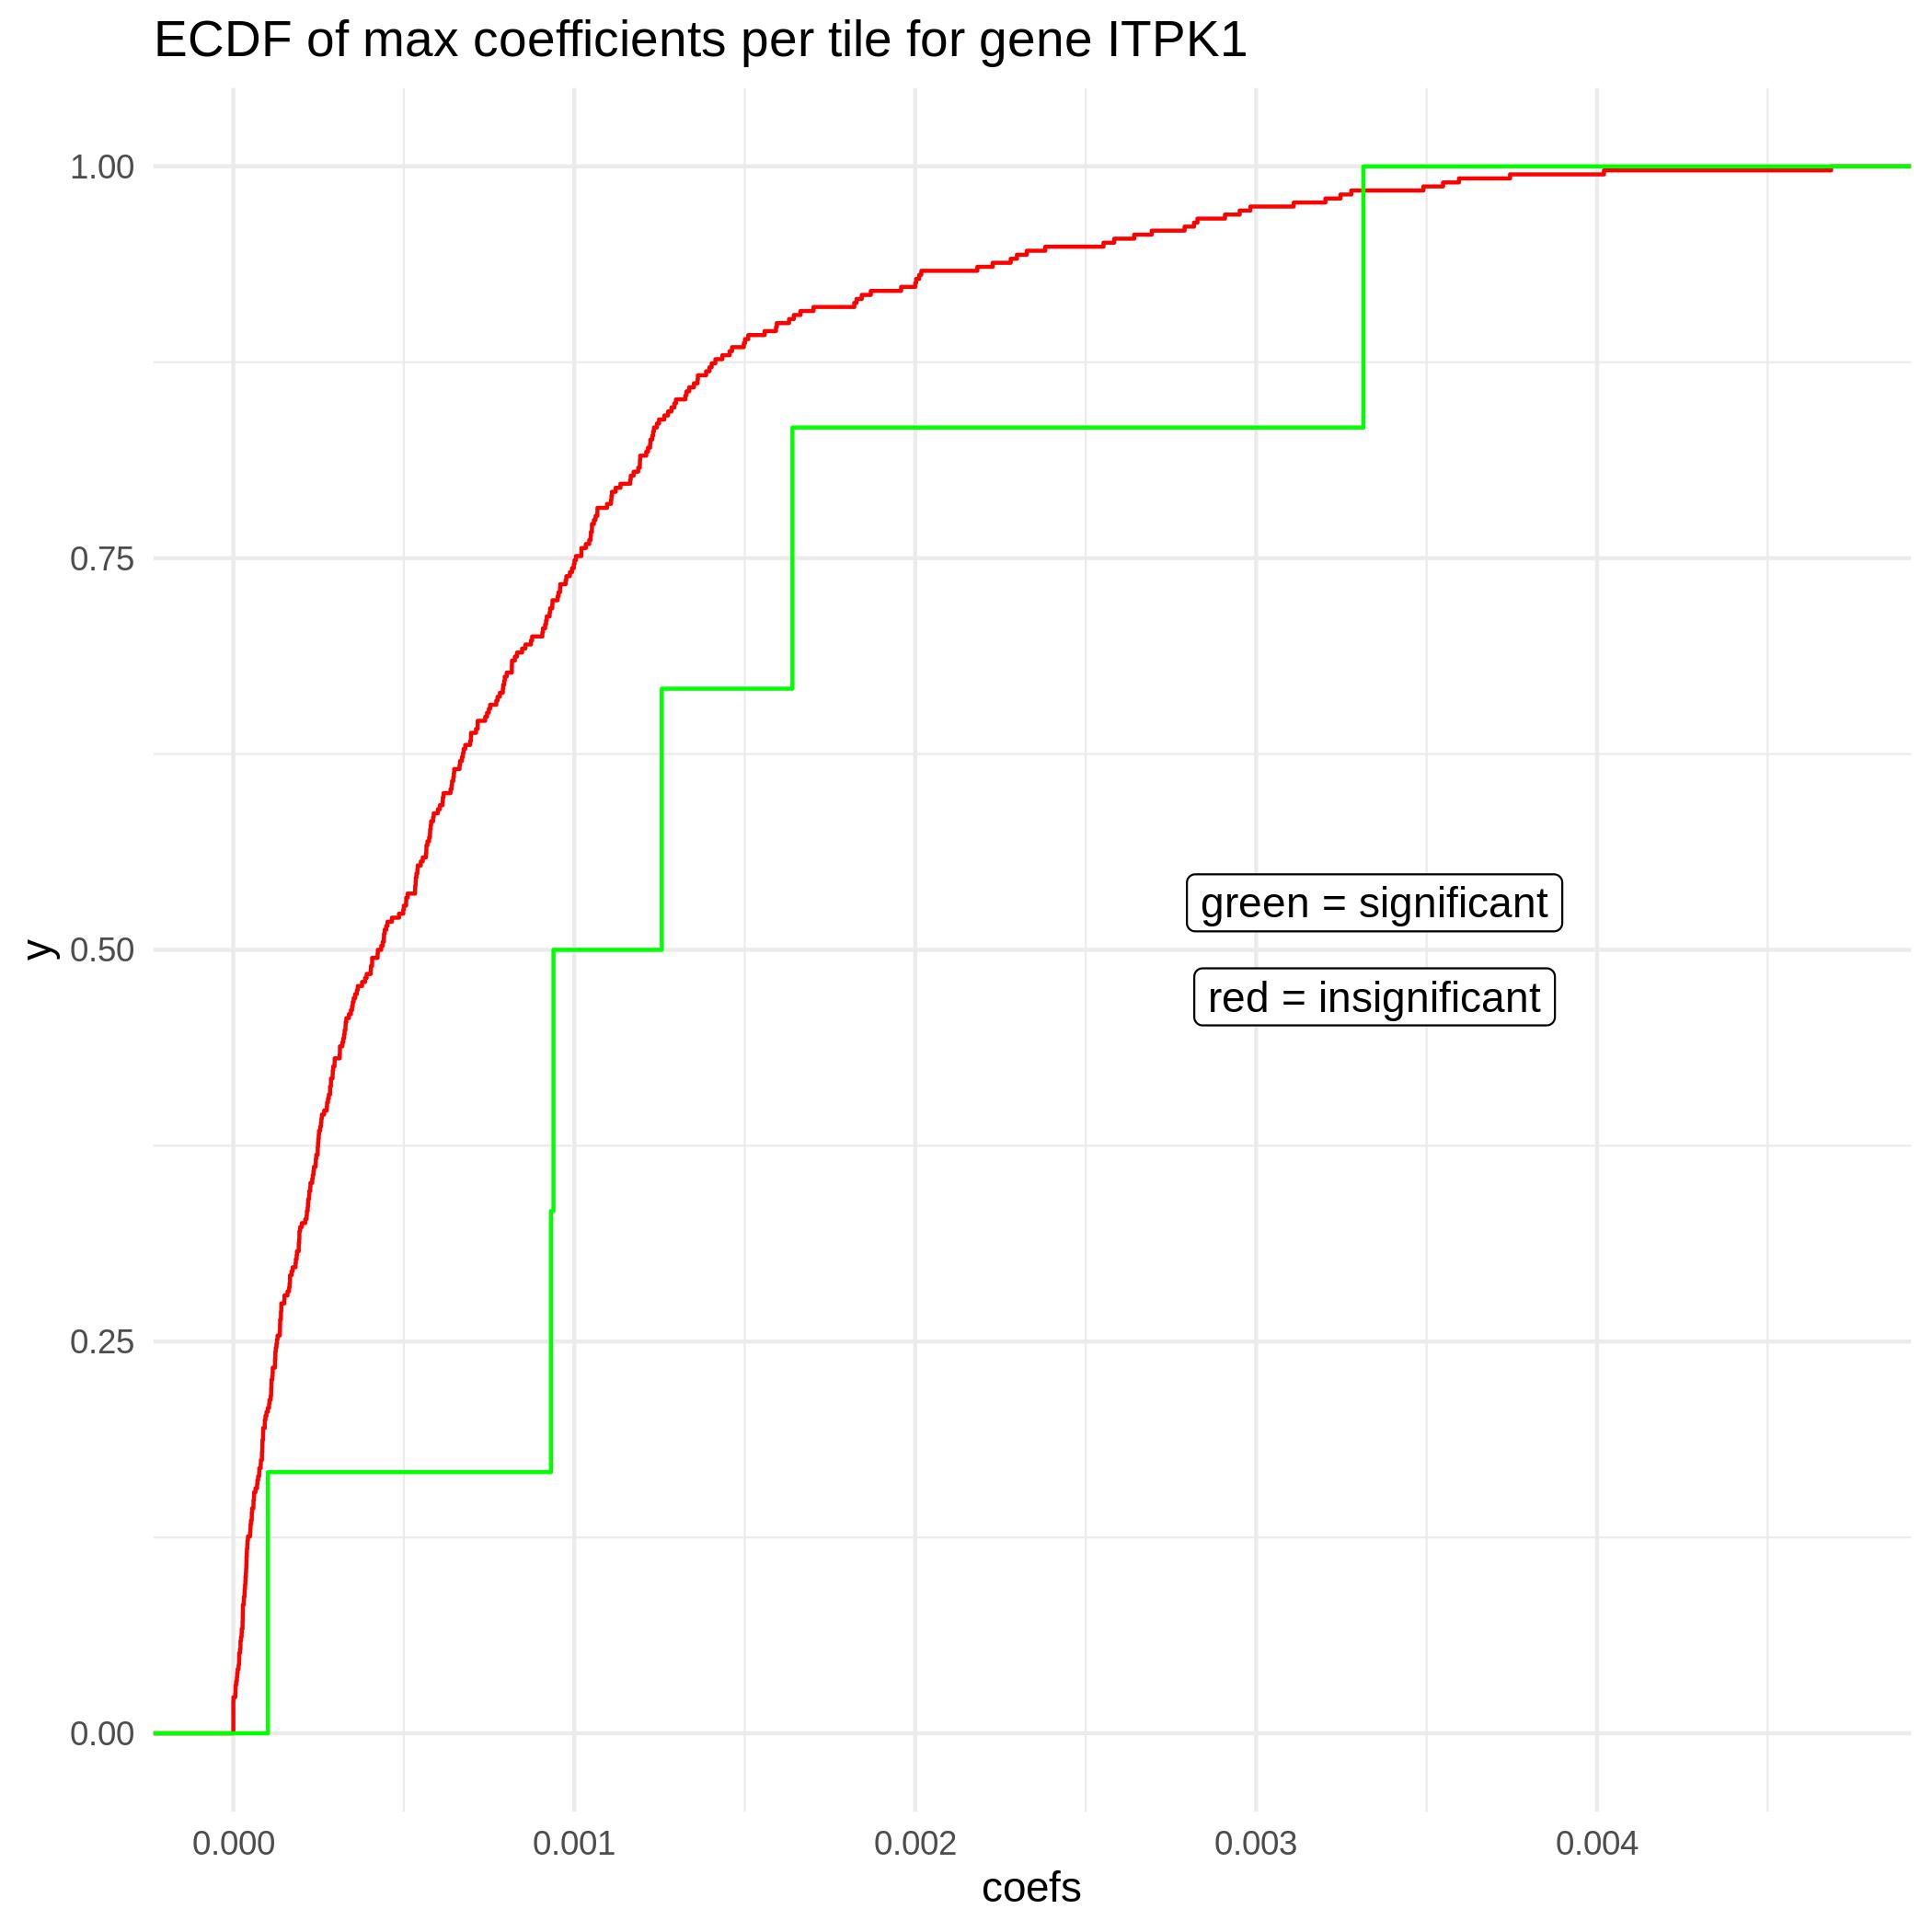 ECDF of max coefficients per tile for gene ITPK1
1.00
0.75
0.50
0.25
0.00
y
green = significant
red = insignificant
0.000 0.001 0.002 0.003 0.004
coefs